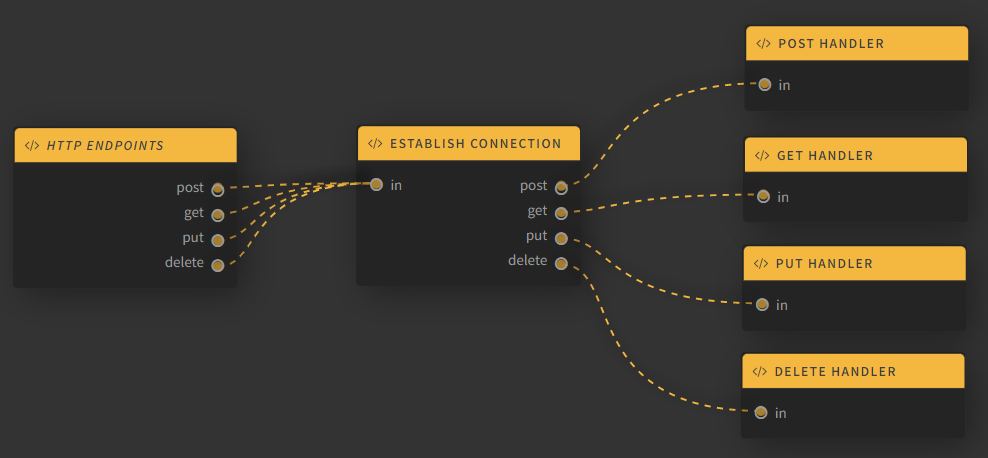 </> HTTP ENDPOINTS
post
get
put
delete
</> ESTABLISH CONNECTION
in
post
get
put
delete
</> POST HANDLER
in
</> GET HANDLER
in
</> PUT HANDLER
in
</> DELETE HANDLER
in